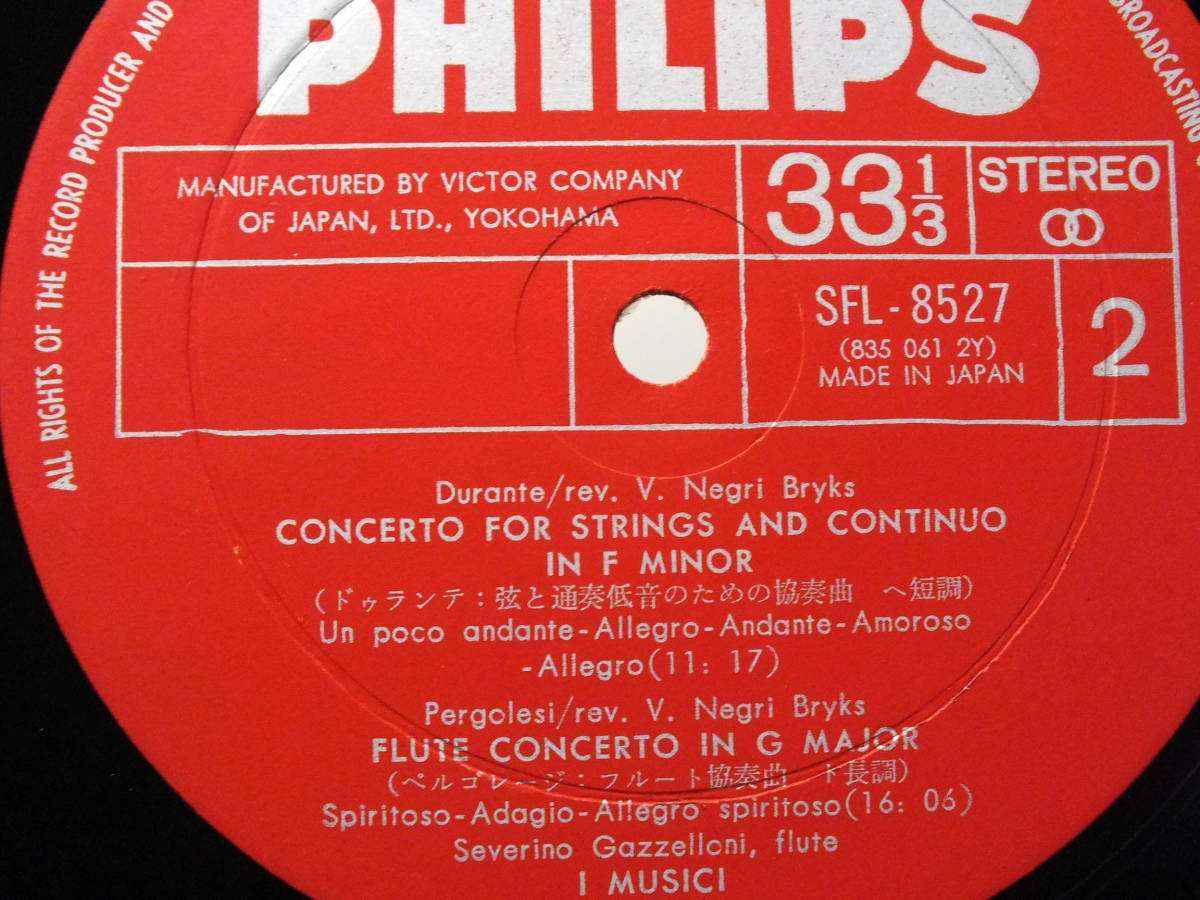 PHILIPS
ALL RIGHTS OF THE RECORD PRODUCER AND
BROADCASTING
MANUFACTURED BY VICTOR COMPANY
OF JAPAN, LTD., YOKOHAMA
33 1/3
STEREO
SFL-8527
(835 061 2Y)
MADE IN JAPAN
2
Durante/rev. V. Negri Bryks
CONCERTO FOR STRINGS AND CONTINUO
IN F MINOR
(ドゥランテ：弦と通奏低音のための協奏曲 ヘ短調)
Un poco andante-Allegro-Andante-Amoroso
-Allegro(11: 17)
Pergolesi/rev. V. Negri Bryks
FLUTE CONCERTO IN G MAJOR
(ペルゴレージ：フルート協奏曲 ト長調)
Spiritoso-Adagio-Allegro spiritoso(16: 06)
Severino Gazzelloni, flute
I MUSICI